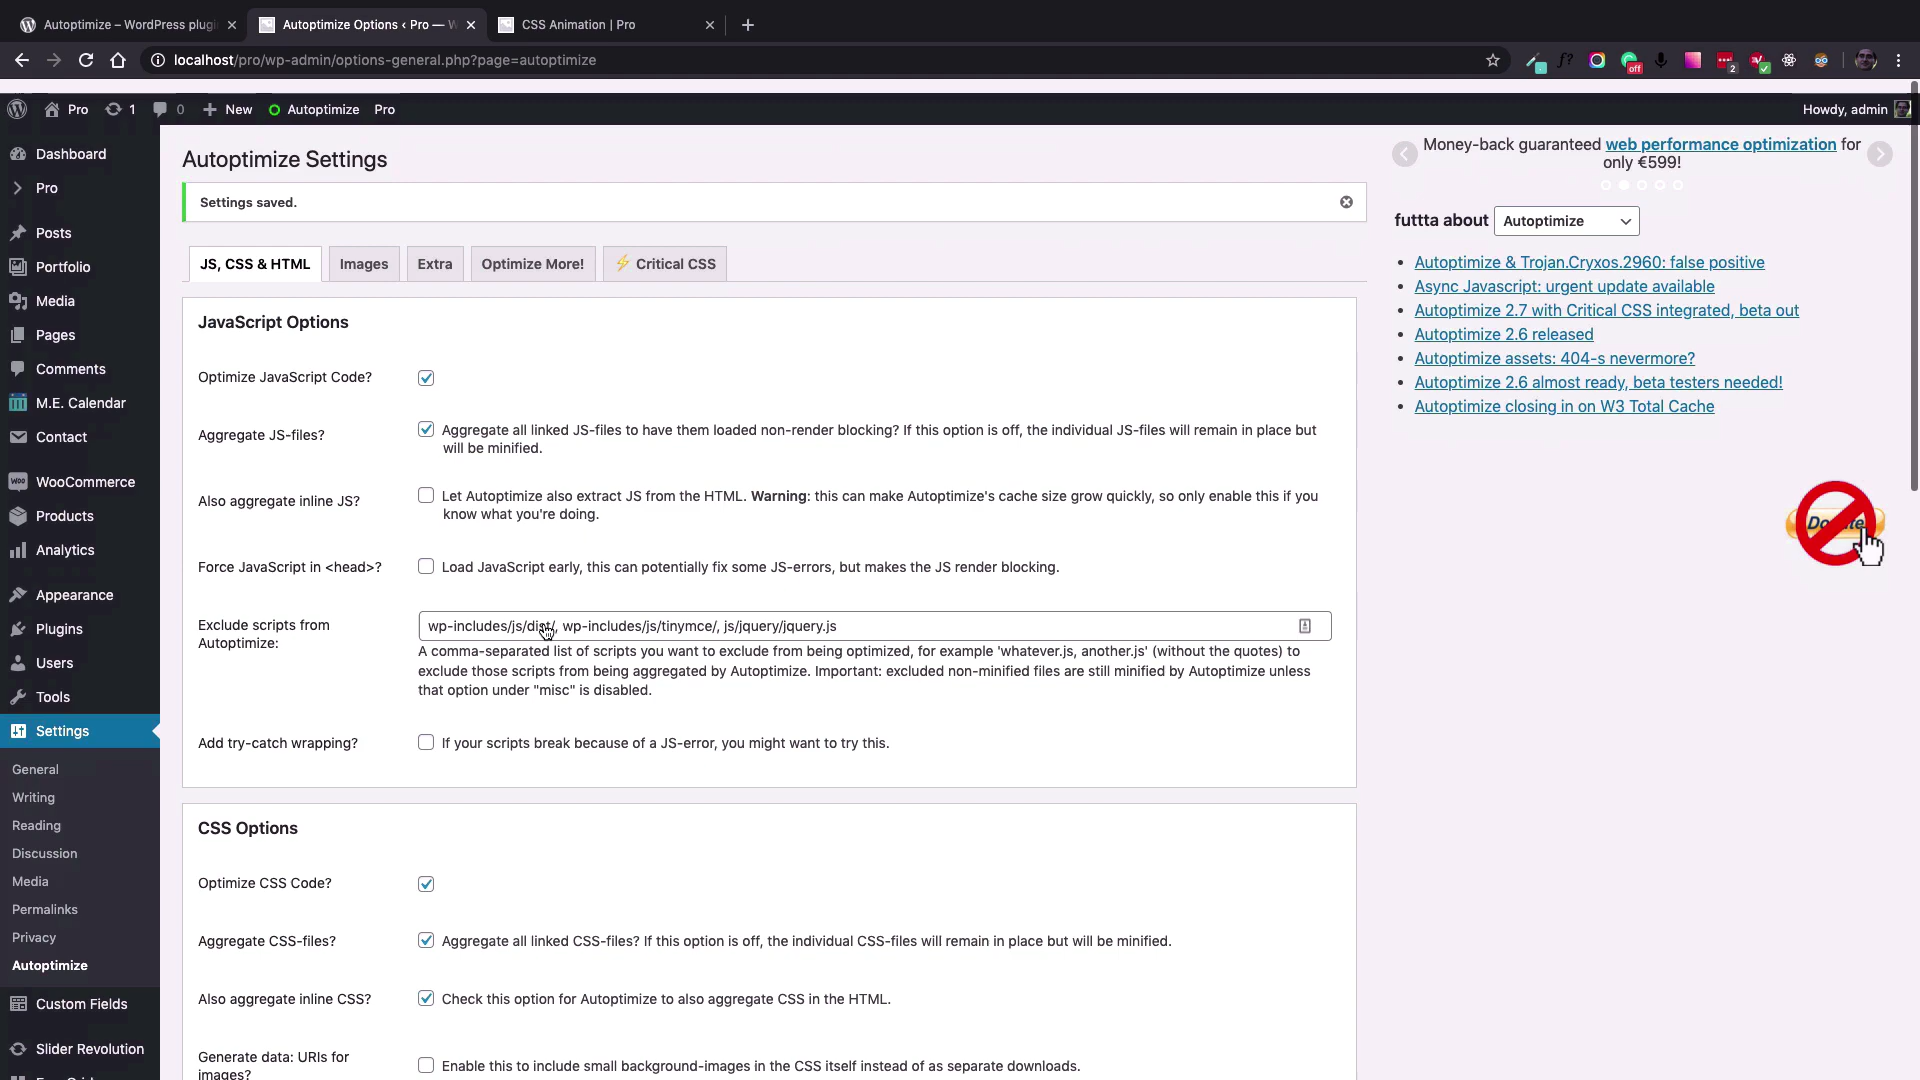 Autoptimize – WordPress plugi
Autoptimize Options ‹ Pro — W
CSS Animation | Pro
localhost/pro/wp-admin/options-general.php?page=autoptimize
off
2
Pro
1
0
New
Autoptimize
Pro
Howdy, admin
Dashboard
Pro
Posts
Portfolio
Media
Pages
Comments
M.E. Calendar
Contact
WooCommerce
Products
Analytics
Appearance
Plugins
Users
Tools
Settings
General
Writing
Reading
Discussion
Media
Permalinks
Privacy
Autoptimize
Custom Fields
Slider Revolution
Autoptimize Settings
Settings saved.
JS, CSS & HTML
Images
Extra
Optimize More!
⚡ Critical CSS
JavaScript Options
Optimize JavaScript Code?
Aggregate JS-files?
Aggregate all linked JS-files to have them loaded non-render blocking? If this option is off, the individual JS-files will remain in place but
will be minified.
Also aggregate inline JS?
Let Autoptimize also extract JS from the HTML. Warning: this can make Autoptimize's cache size grow quickly, so only enable this if you
know what you're doing.
Force JavaScript in <head>?
Load JavaScript early, this can potentially fix some JS-errors, but makes the JS render blocking.
Exclude scripts from
Autoptimize:
wp-includes/js/dist/, wp-includes/js/tinymce/, js/jquery/jquery.js
A comma-separated list of scripts you want to exclude from being optimized, for example 'whatever.js, another.js' (without the quotes) to
exclude those scripts from being aggregated by Autoptimize. Important: excluded non-minified files are still minified by Autoptimize unless
that option under "misc" is disabled.
Add try-catch wrapping?
If your scripts break because of a JS-error, you might want to try this.
CSS Options
Optimize CSS Code?
Aggregate CSS-files?
Aggregate all linked CSS-files? If this option is off, the individual CSS-files will remain in place but will be minified.
Also aggregate inline CSS?
Check this option for Autoptimize to also aggregate CSS in the HTML.
Generate data: URIs for
images?
Enable this to include small background-images in the CSS itself instead of as separate downloads.
Money-back guaranteed web performance optimization for
only €599!
futtta about
Autoptimize
Autoptimize & Trojan.Cryxos.2960: false positive
Async Javascript: urgent update available
Autoptimize 2.7 with Critical CSS integrated, beta out
Autoptimize 2.6 released
Autoptimize assets: 404-s nevermore?
Autoptimize 2.6 almost ready, beta testers needed!
Autoptimize closing in on W3 Total Cache
Donate